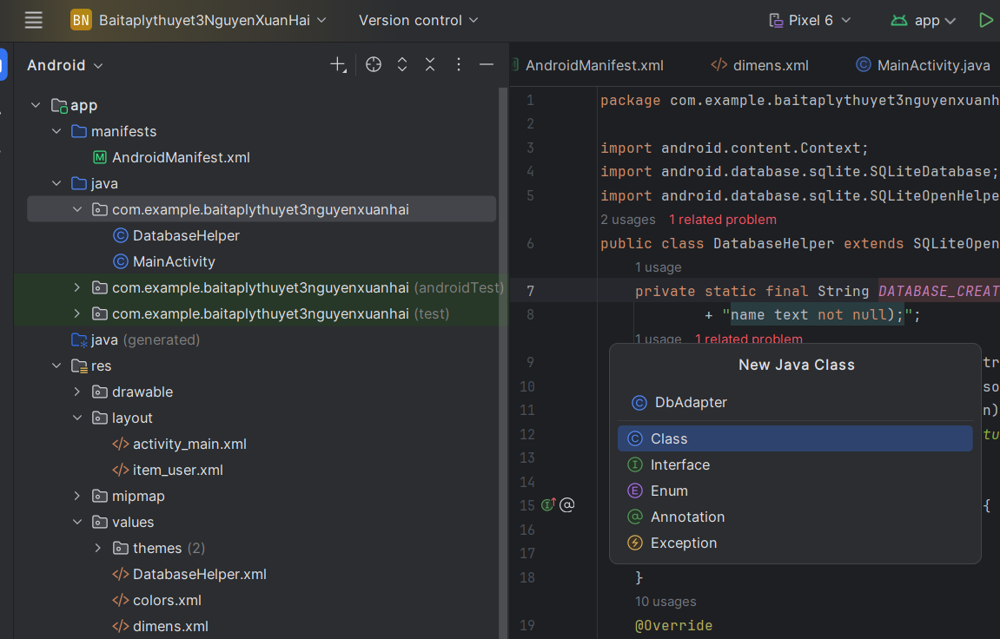 BN Baitaplythuyet3NguyenXuanHai Version control Pixel 6 app
Android
app
manifests
AndroidManifest.xml
java
com.example.baitaplythuyet3nguyenxuanhai
DatabaseHelper
MainActivity
com.example.baitaplythuyet3nguyenxuanhai (androidTest)
com.example.baitaplythuyet3nguyenxuanhai (test)
java (generated)
res
drawable
layout
activity_main.xml
item_user.xml
mipmap
values
themes (2)
DatabaseHelper.xml
colors.xml
dimens.xml
AndroidManifest.xml dimens.xml MainActivity.java
1 package com.example.baitaplythuyet3nguyenxuanh
2
3 import android.content.Context;
4 import android.database.sqlite.SQLiteDatabase;
5 import android.database.sqlite.SQLiteOpenHelpe
2 usages 1 related problem
6 public class DatabaseHelper extends SQLiteOpen
1 usage
7 private static final String DATABASE_CREAT
8 + "name text not null);";
1 usage 1 related problem
9 tr
10 so
11 n)
12 tu
13
14
15 {
16
17
18 }
10 usages
19 @Override
New Java Class
DbAdapter
Class
Interface
Enum
Annotation
Exception